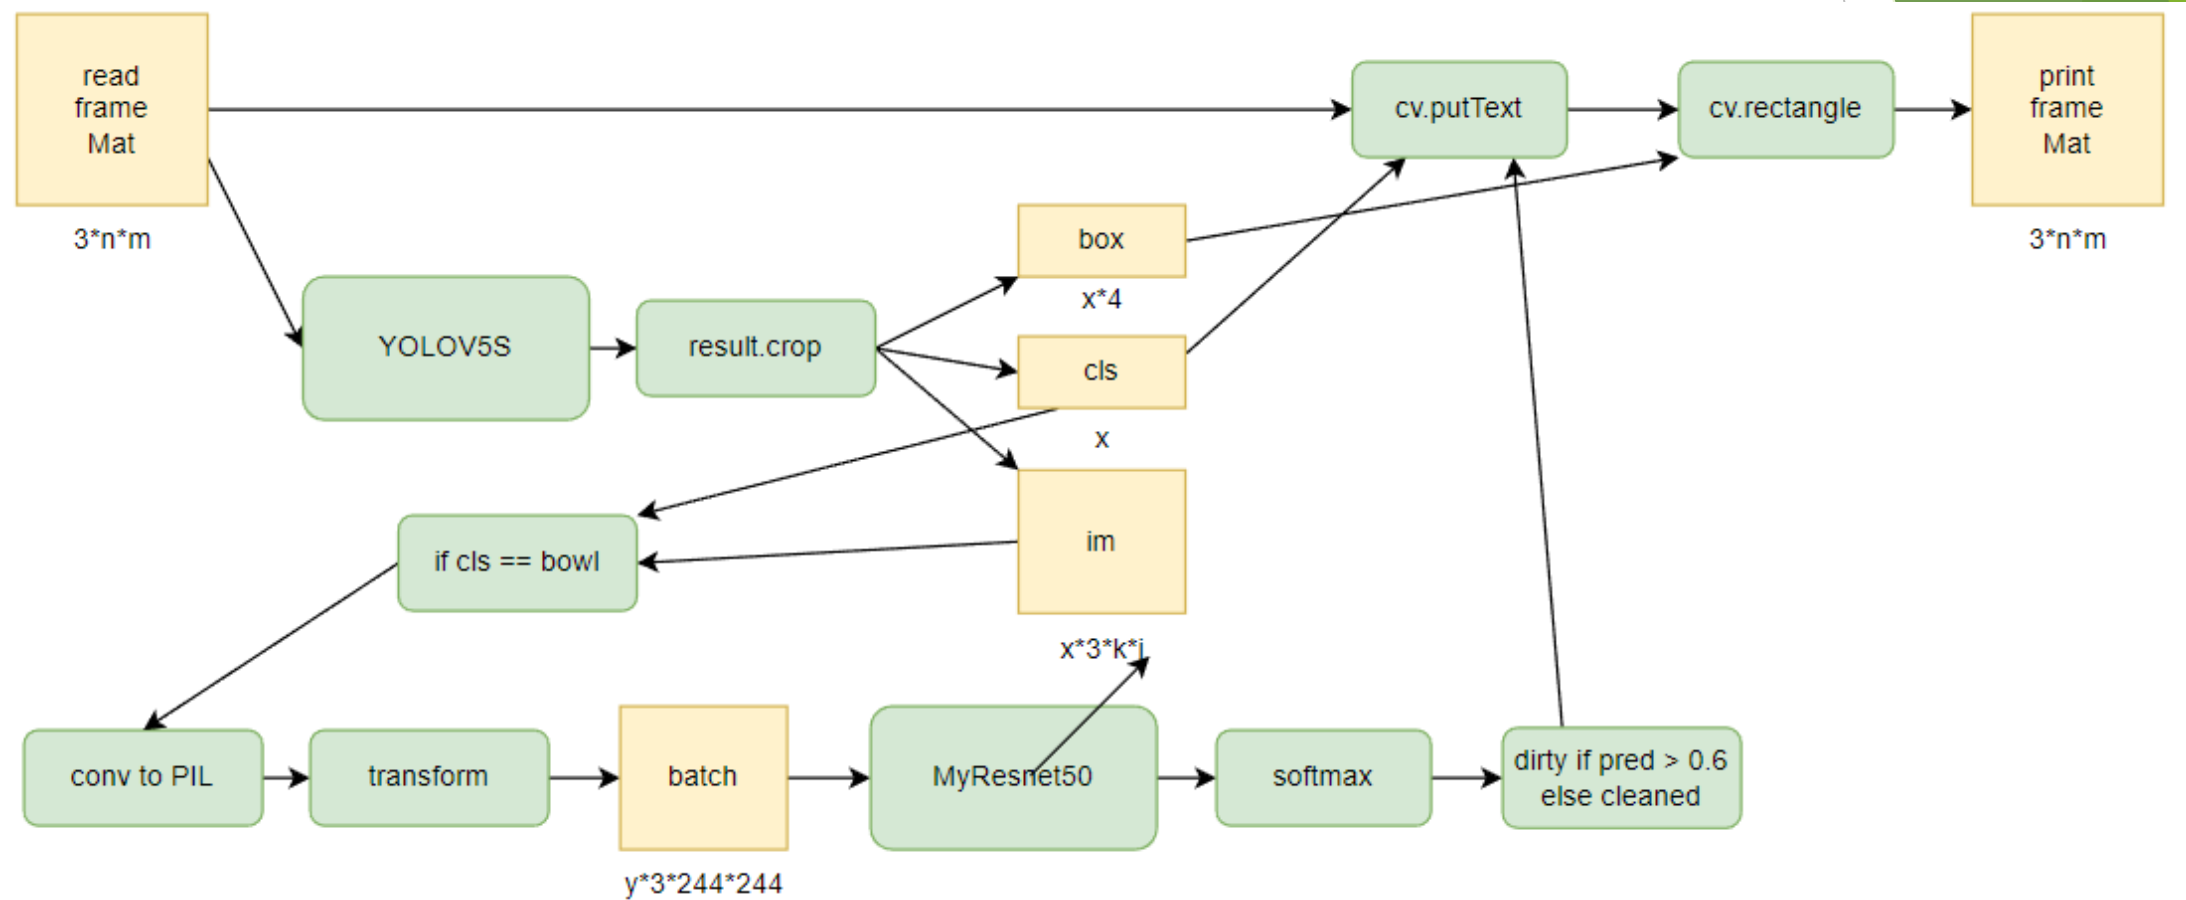 read
frame
Mat
3*n*m
cv.putText
cv.rectangle
print
frame
Mat
3*n*m
YOLOV5S
result.crop
box
x*4
cls
x
if cls == bowl
im
x*3*k*j
conv to PIL
transform
batch
y*3*244*244
MyResnet50
softmax
dirty if pred > 0.6
else cleaned